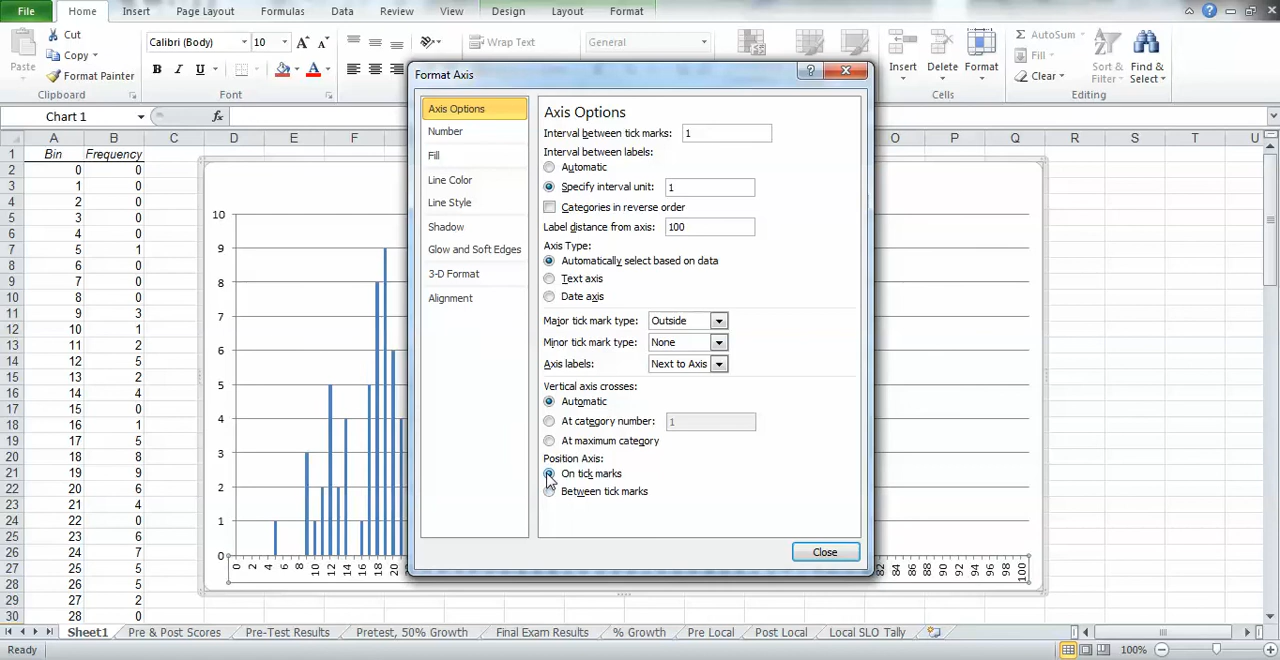 File Home Insert Page Layout Formulas Data Review View Design Layout Format
Cut
Copy
Paste
Format Painter
Calibri (Body) 10
B I U
Wrap Text
General
Insert Delete Format
AutoSum
Fill
Clear
Sort & Filter
Find & Select
Clipboard Font Cells Editing
Chart 1 fx
A B C D E F O P Q R S T U
1 Bin Frequency
2 0 0
3 1 0
4 2 0
5 3 0
6 4 0
7 5 1
8 6 0
9 7 0
10 8 0
11 9 3
12 10 1
13 11 2
14 12 5
15 13 2
16 14 4
17 15 0
18 16 1
19 17 5
20 18 8
21 19 9
22 20 6
23 21 4
24 22 0
25 23 6
26 24 7
27 25 5
28 26 5
29 27 2
30 28 0
10
9
8
7
6
5
4
3
2
1
0
0 2 4 6 8 10 12 14 16 18 20 82 84 86 88 90 92 94 96 98 100
Format Axis
Axis Options
Number
Fill
Line Color
Line Style
Shadow
Glow and Soft Edges
3-D Format
Alignment
Axis Options
Interval between tick marks: 1
Interval between labels:
Automatic
Specify interval unit: 1
Categories in reverse order
Label distance from axis: 100
Axis Type:
Automatically select based on data
Text axis
Date axis
Major tick mark type: Outside
Minor tick mark type: None
Axis labels: Next to Axis
Vertical axis crosses:
Automatic
At category number: 1
At maximum category
Position Axis:
On tick marks
Between tick marks
Close
Sheet1 Pre & Post Scores Pre-Test Results Pretest, 50% Growth Final Exam Results % Growth Pre Local Post Local Local SLO Tally
Ready 100%